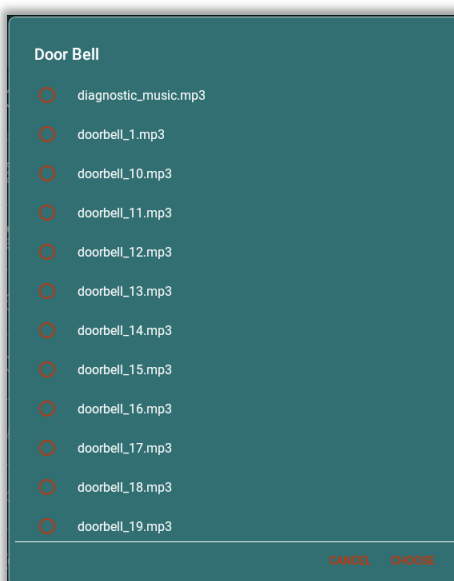 Door Bell
diagnostic_music.mp3
doorbell_1.mp3
doorbell_10.mp3
doorbell_11.mp3
doorbell_12.mp3
doorbell_13.mp3
doorbell_14.mp3
doorbell_15.mp3
doorbell_16.mp3
doorbell_17.mp3
doorbell_18.mp3
doorbell_19.mp3
CANCEL CHOOSE